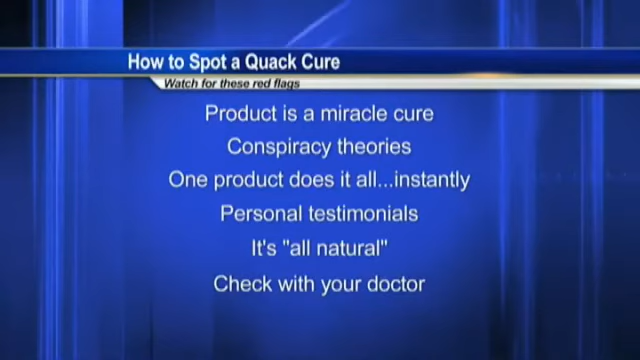 How to Spot a Quack Cure
Watch for these red flags
Product is a miracle cure
Conspiracy theories
One product does it all...instantly
Personal testimonials
It's "all natural"
Check with your doctor